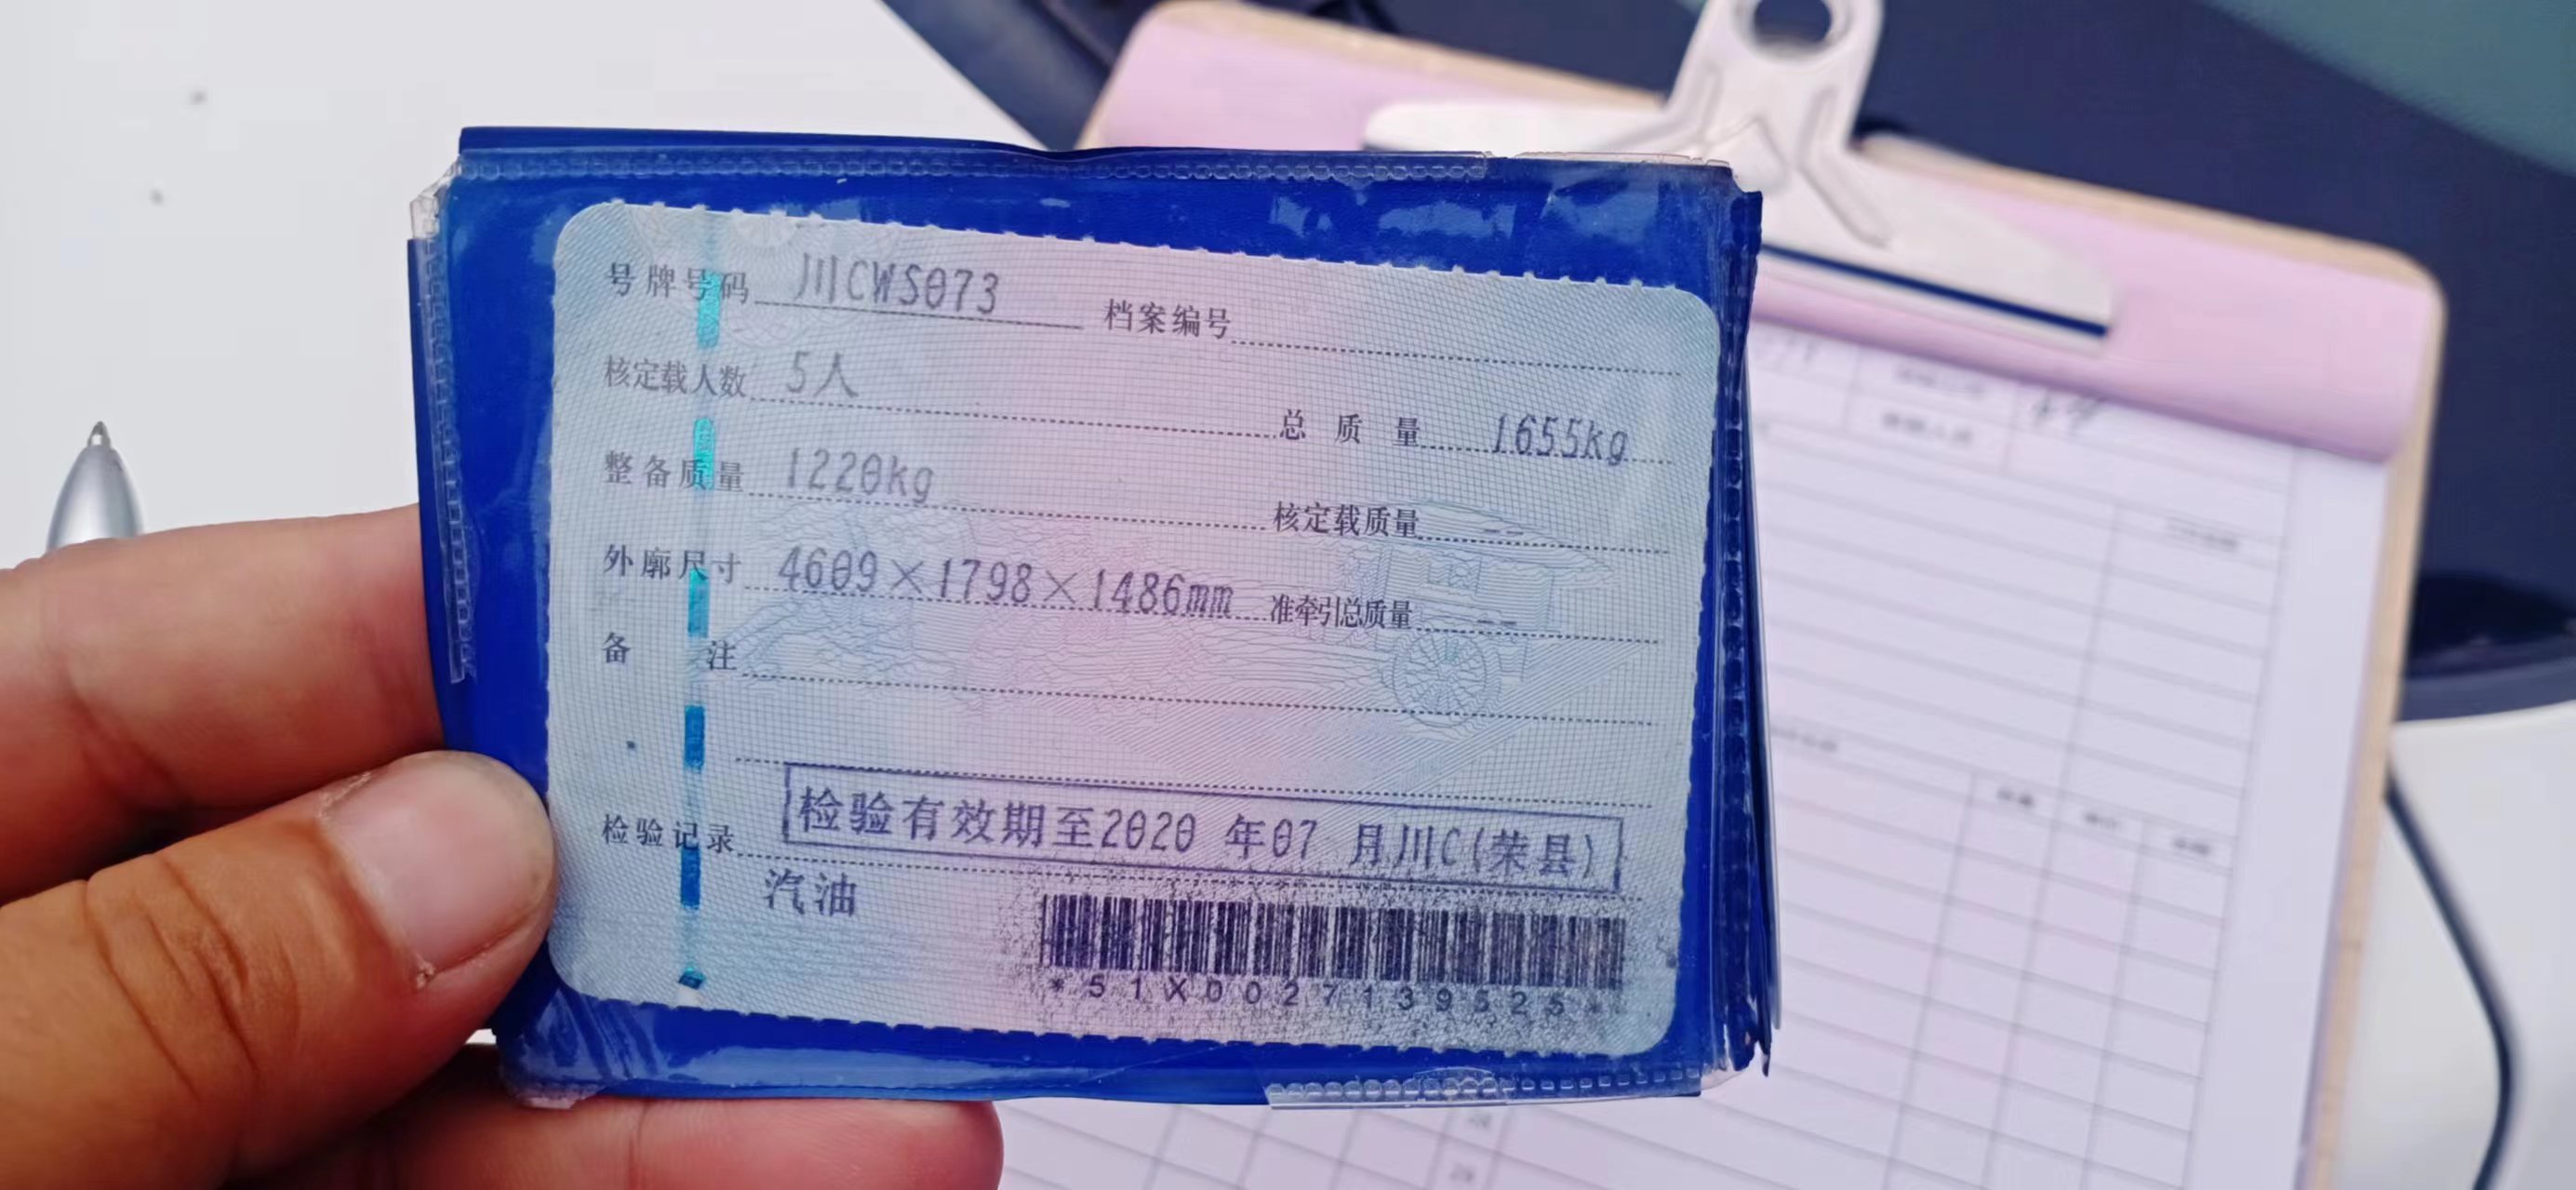 号牌号码 川CWS073 档案编号
核定载人数 5人 总质量 1655kg
整备质量 1220kg 核定载质量 --
外廓尺寸 4609×1798×1486mm 准牵引总质量 --
备注
检验记录 检验有效期至2020 年07 月川C(荣县)
汽油
*51X0027139525*